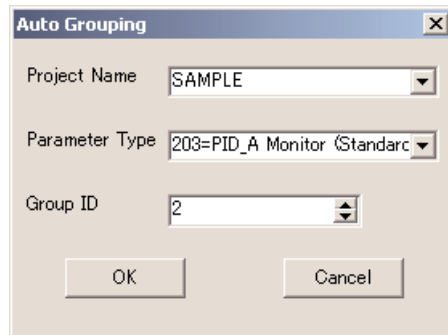 Auto Grouping
Project Name SAMPLE
Parameter Type 203=PID_A Monitor (Standarc
Group ID 2
OK Cancel